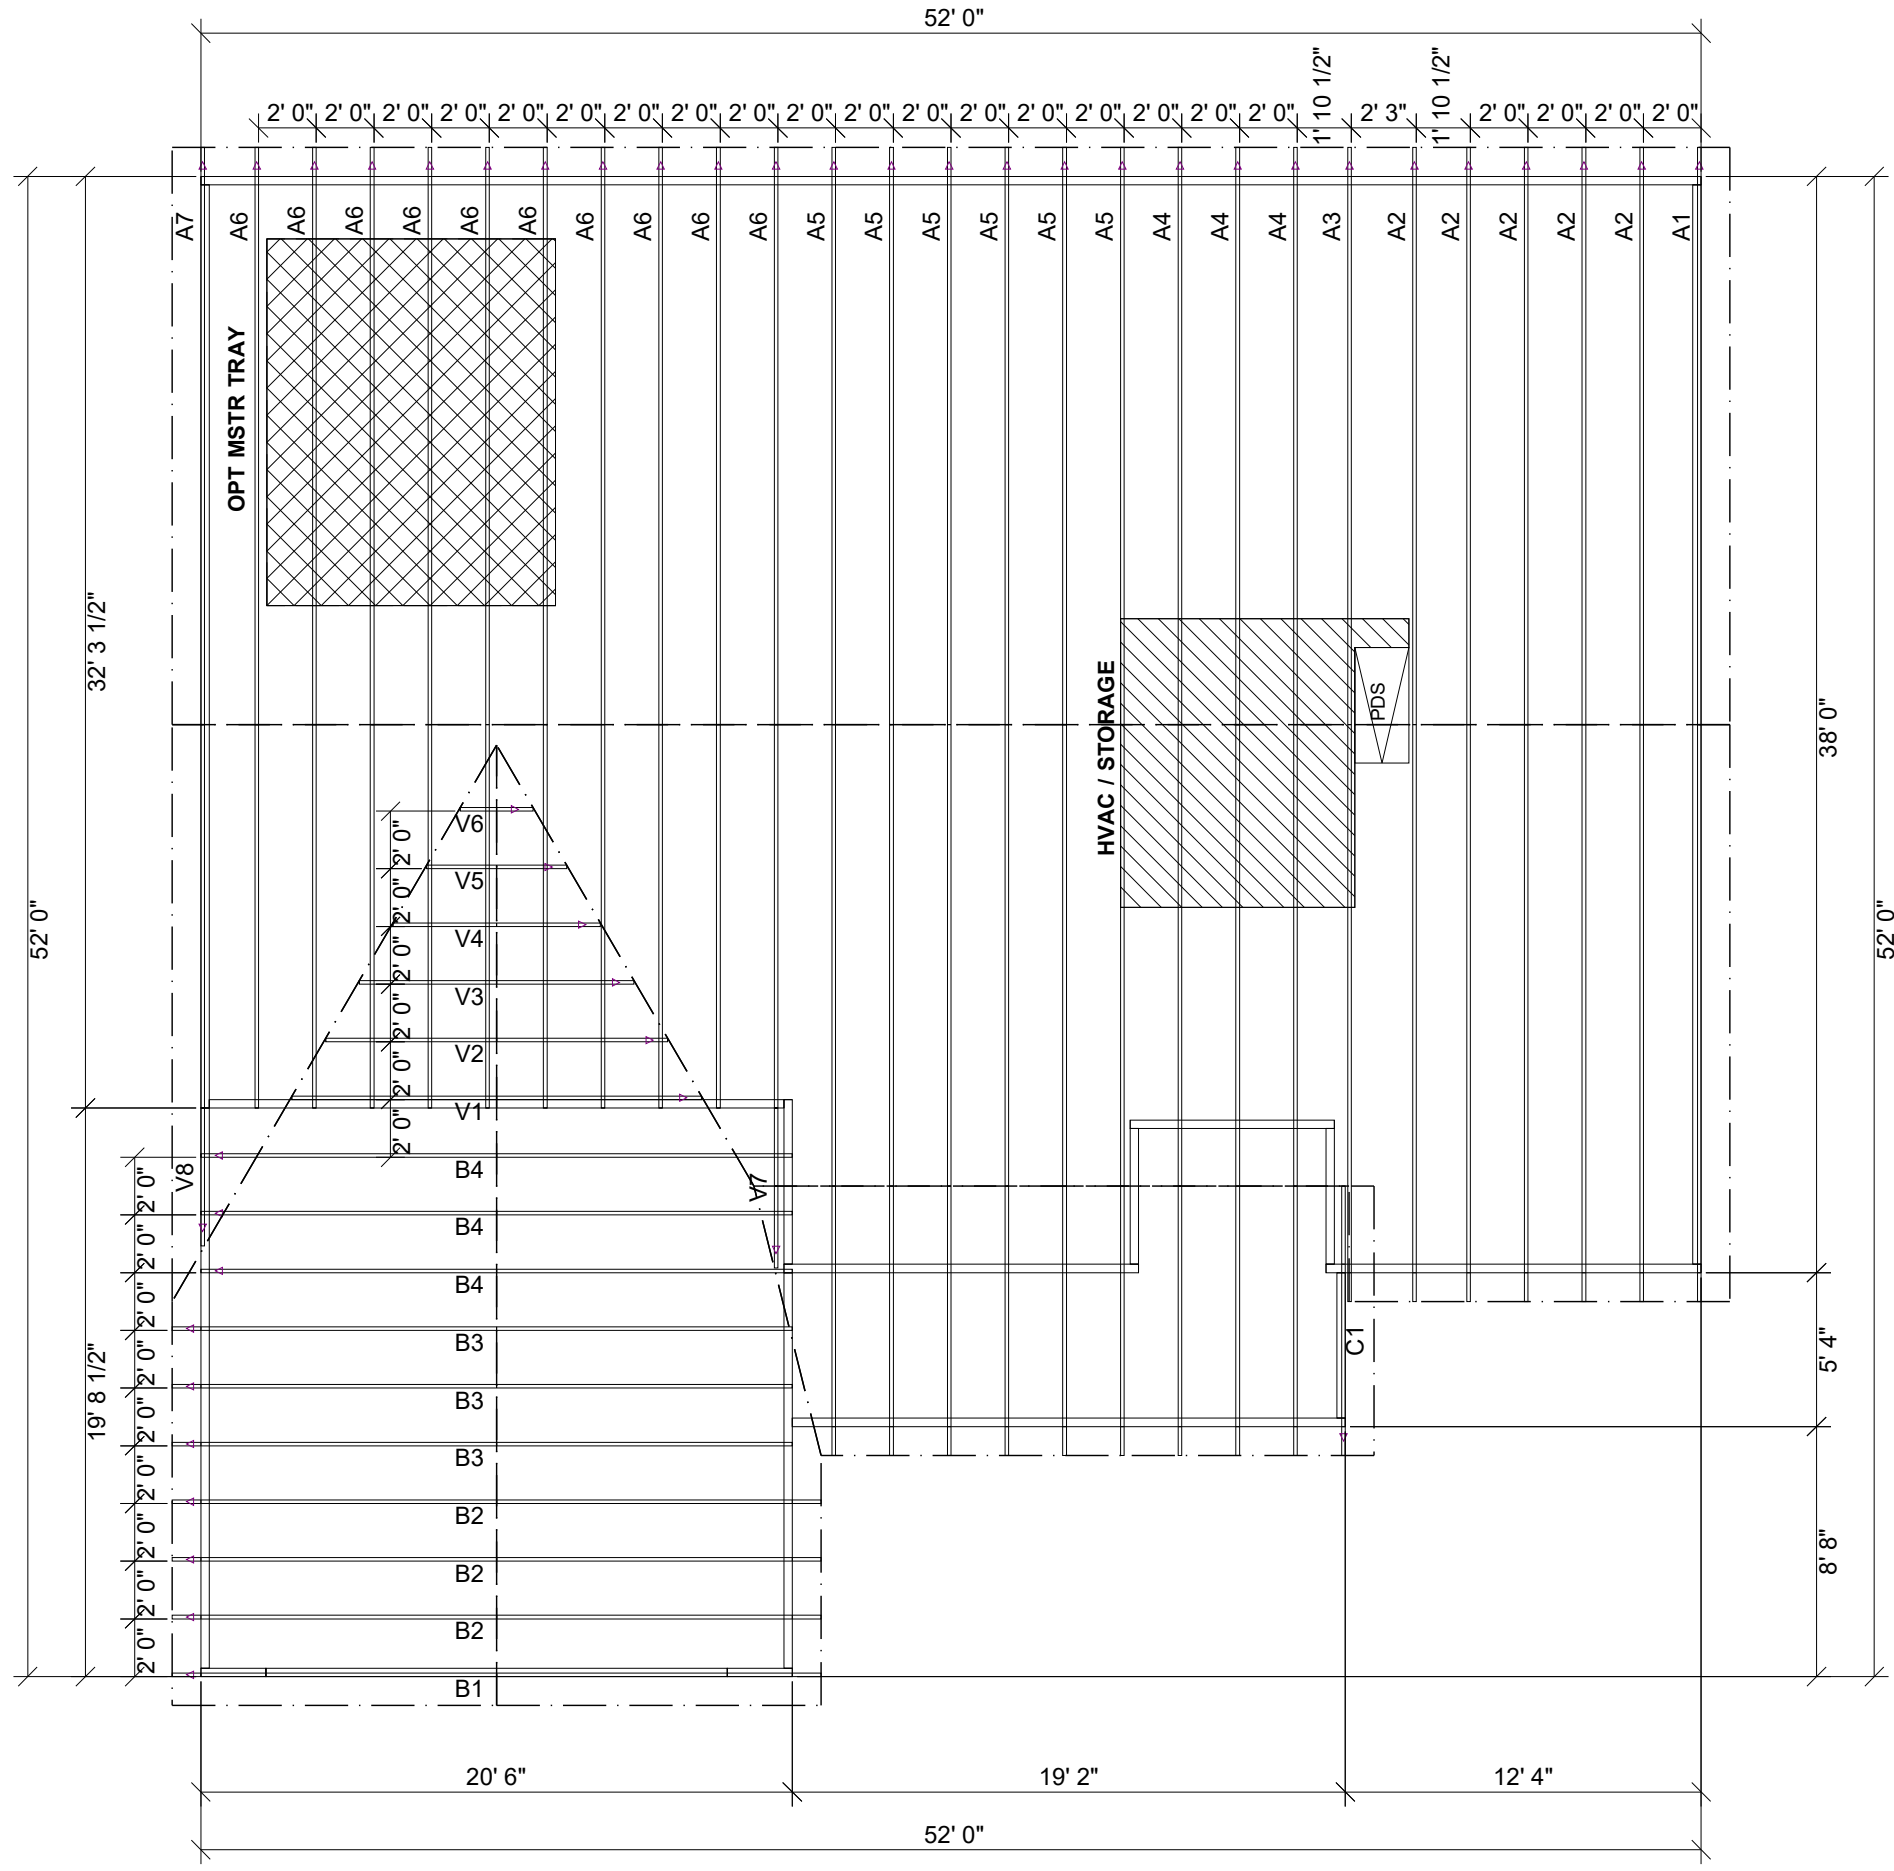 52' 0"
2' 0" 2' 0" 2' 0" 2' 0" 2' 0" 2' 0" 2' 0" 2' 0" 2' 0" 2' 0" 2' 0" 2' 0" 2' 0" 2' 0" 2' 0" 2' 0" 2' 0" 2' 0" 1' 10 1/2" 2' 3" 1' 10 1/2" 2' 0" 2' 0" 2' 0" 2' 0"
A7 A6 A6 A6 A6 A6 A6 A6 A6 A6 A6 A5 A5 A5 A5 A5 A5 A4 A4 A4 A3 A2 A2 A2 A2 A2 A1
OPT MSTR TRAY
HVAC / STORAGE
PDS
52' 0"
32' 3 1/2"
19' 8 1/2"
38' 0"
52' 0"
5' 4"
8' 8"
V6
2' 0"
V5
2' 0"
V4
2' 0"
V3
2' 0"
V2
2' 0"
V1
2' 0"
V8
V7
C1
B4
2' 0"
B4
2' 0"
B4
2' 0"
B3
2' 0"
B3
2' 0"
B3
2' 0"
B2
2' 0"
B2
2' 0"
B2
2' 0"
B1
20' 6"
19' 2"
12' 4"
52' 0"